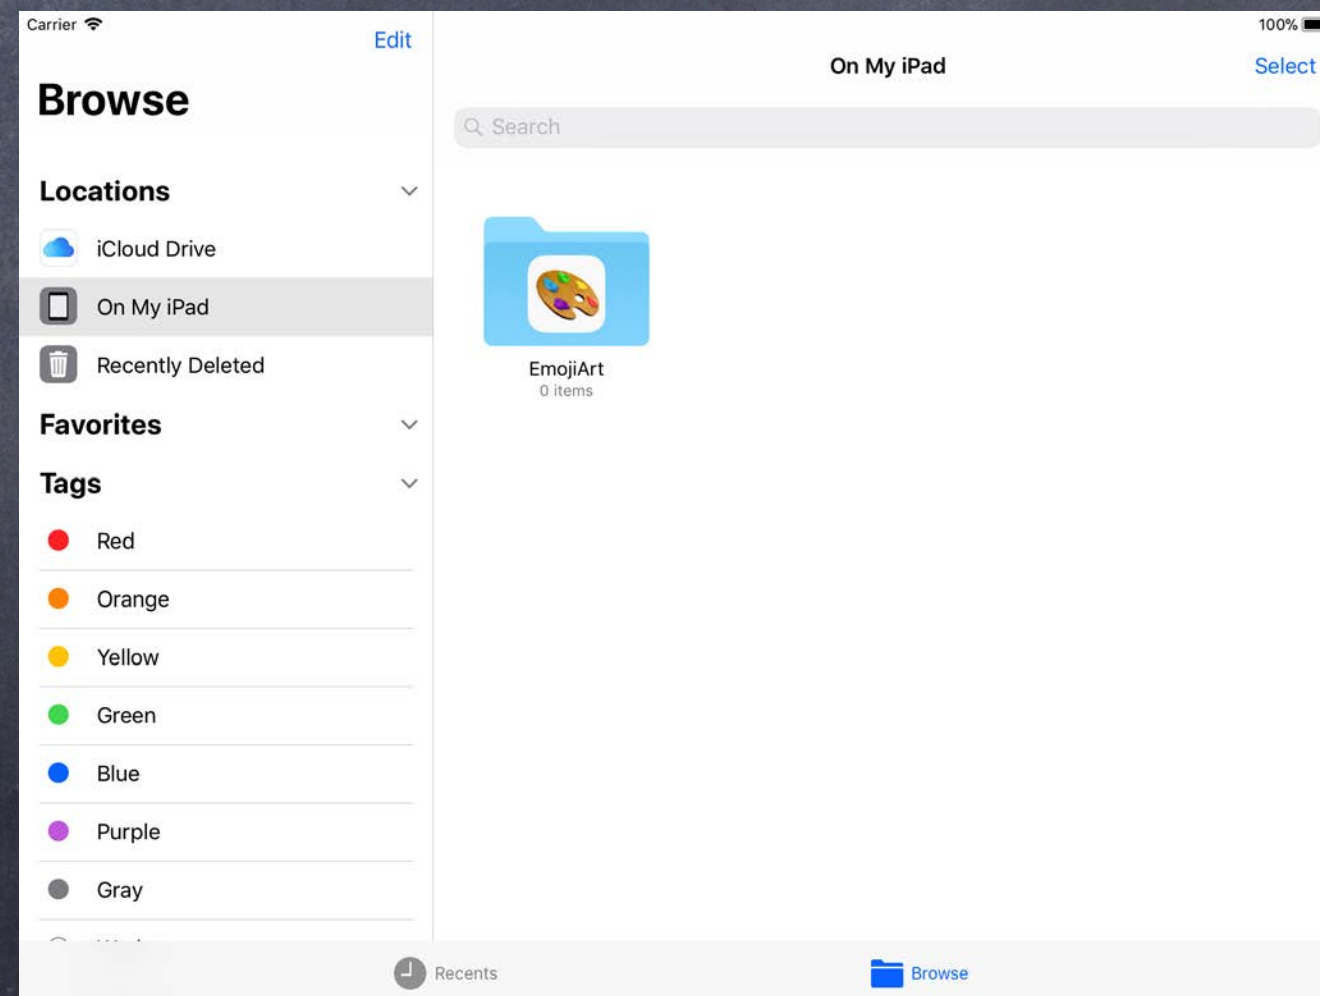 Carrier
100%
Edit
Browse
On My iPad
Select
Search
Locations
iCloud Drive
On My iPad
Recently Deleted
Favorites
Tags
Red
Orange
Yellow
Green
Blue
Purple
Gray
EmojiArt
0 items
Recents
Browse